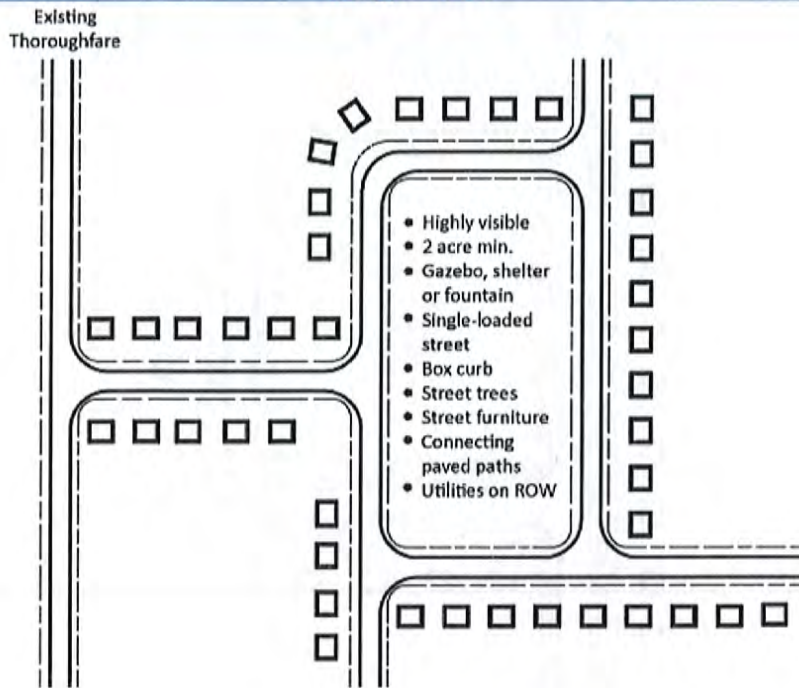 Existing
Thoroughfare
• Highly visible
• 2 acre min.
• Gazebo, shelter
or fountain
• Single-loaded
street
• Box curb
• Street trees
• Street furniture
• Connecting
paved paths
• Utilities on ROW